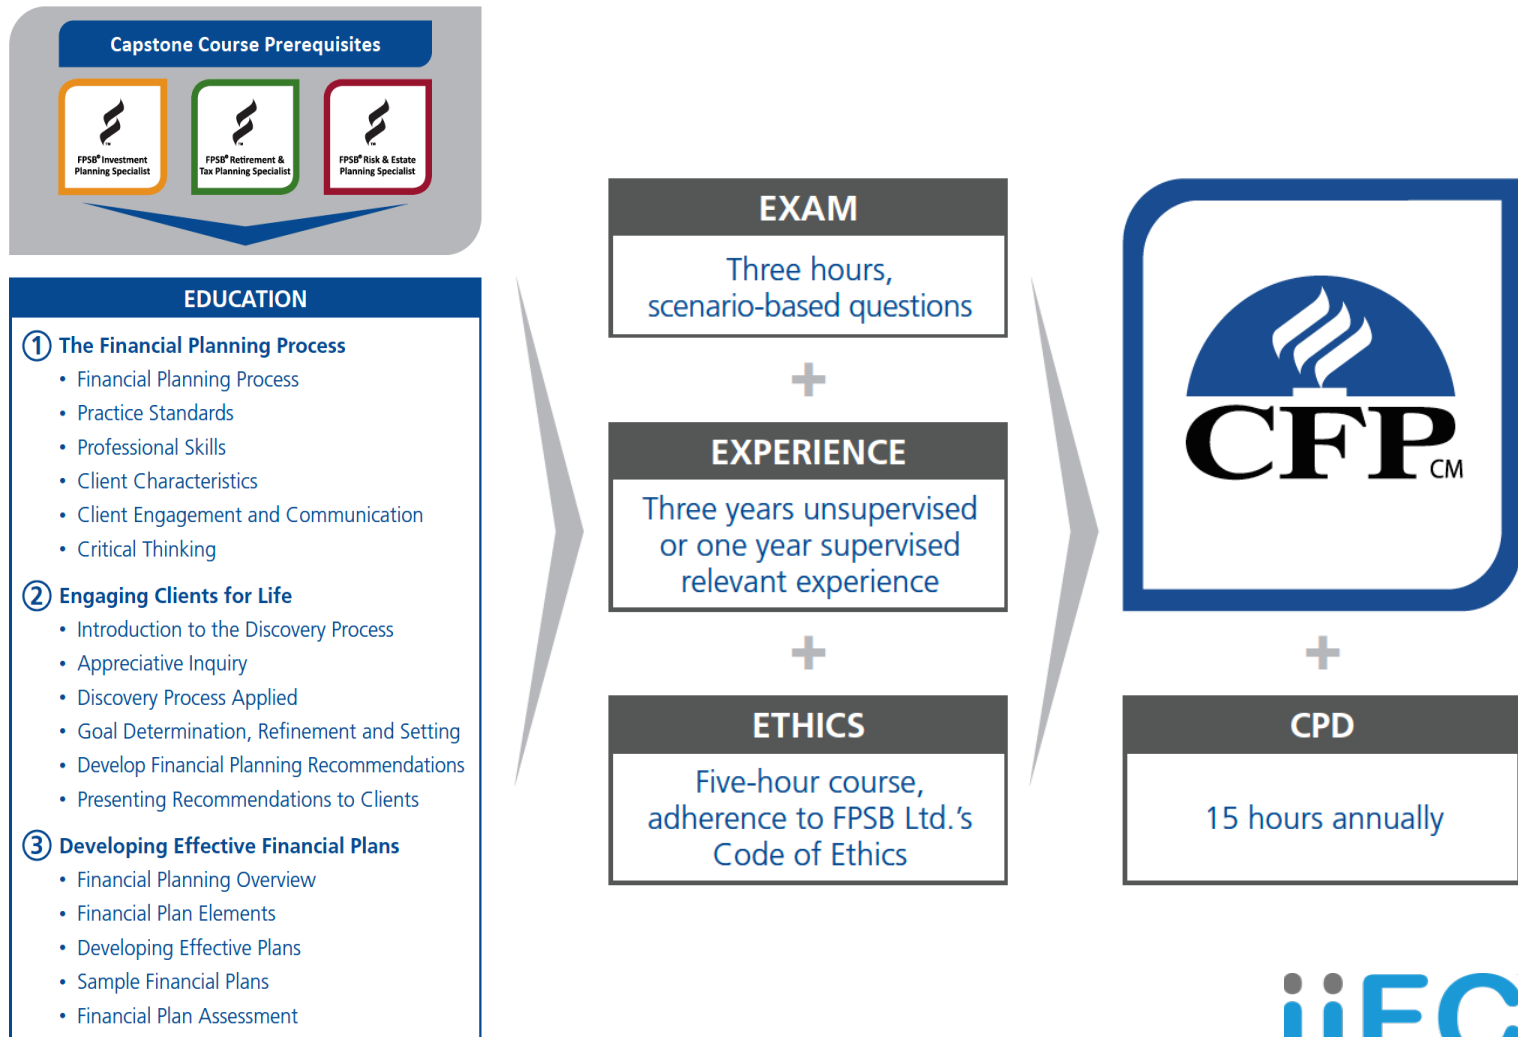 Capstone Course Prerequisites
FPSB® Investment
Planning Specialist
FPSB® Retirement &
Tax Planning Specialist
FPSB® Risk & Estate
Planning Specialist
EDUCATION
1 The Financial Planning Process
• Financial Planning Process
• Practice Standards
• Professional Skills
• Client Characteristics
• Client Engagement and Communication
• Critical Thinking
2 Engaging Clients for Life
• Introduction to the Discovery Process
• Appreciative Inquiry
• Discovery Process Applied
• Goal Determination, Refinement and Setting
• Develop Financial Planning Recommendations
• Presenting Recommendations to Clients
3 Developing Effective Financial Plans
• Financial Planning Overview
• Financial Plan Elements
• Developing Effective Plans
• Sample Financial Plans
• Financial Plan Assessment
EXAM
Three hours,
scenario-based questions
+
EXPERIENCE
Three years unsupervised
or one year supervised
relevant experience
+
ETHICS
Five-hour course,
adherence to FPSB Ltd.'s
Code of Ethics
CFP CM
+
CPD
15 hours annually